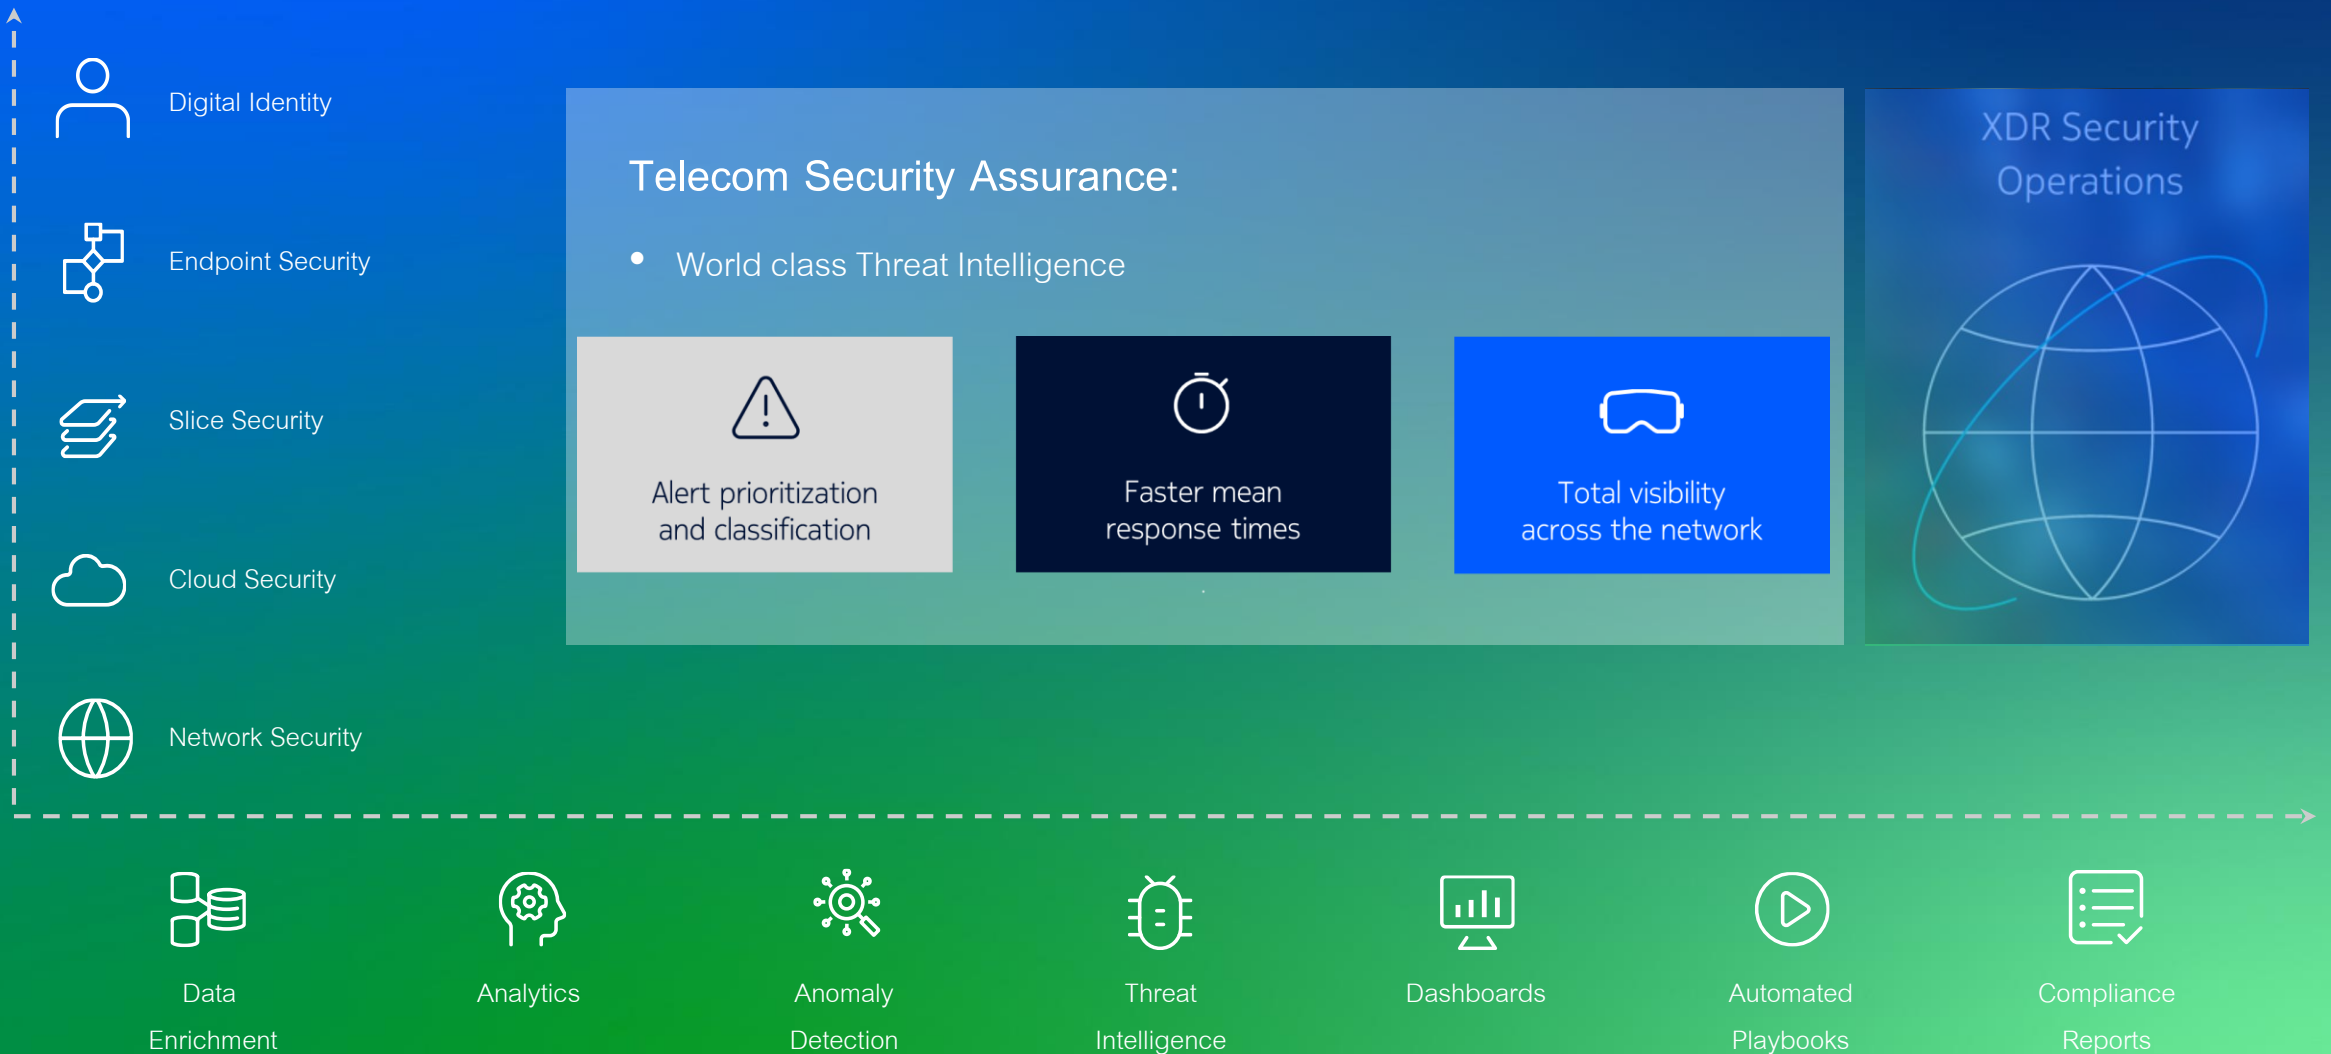 Digital Identity
Endpoint Security
Slice Security
Cloud Security
Network Security
Telecom Security Assurance:
• World class Threat Intelligence
Alert prioritization
and classification
Faster mean
response times
Total visibility
across the network
XDR Security
Operations
Data
Enrichment
Analytics
Anomaly
Detection
Threat
Intelligence
Dashboards
Automated
Playbooks
Compliance
Reports